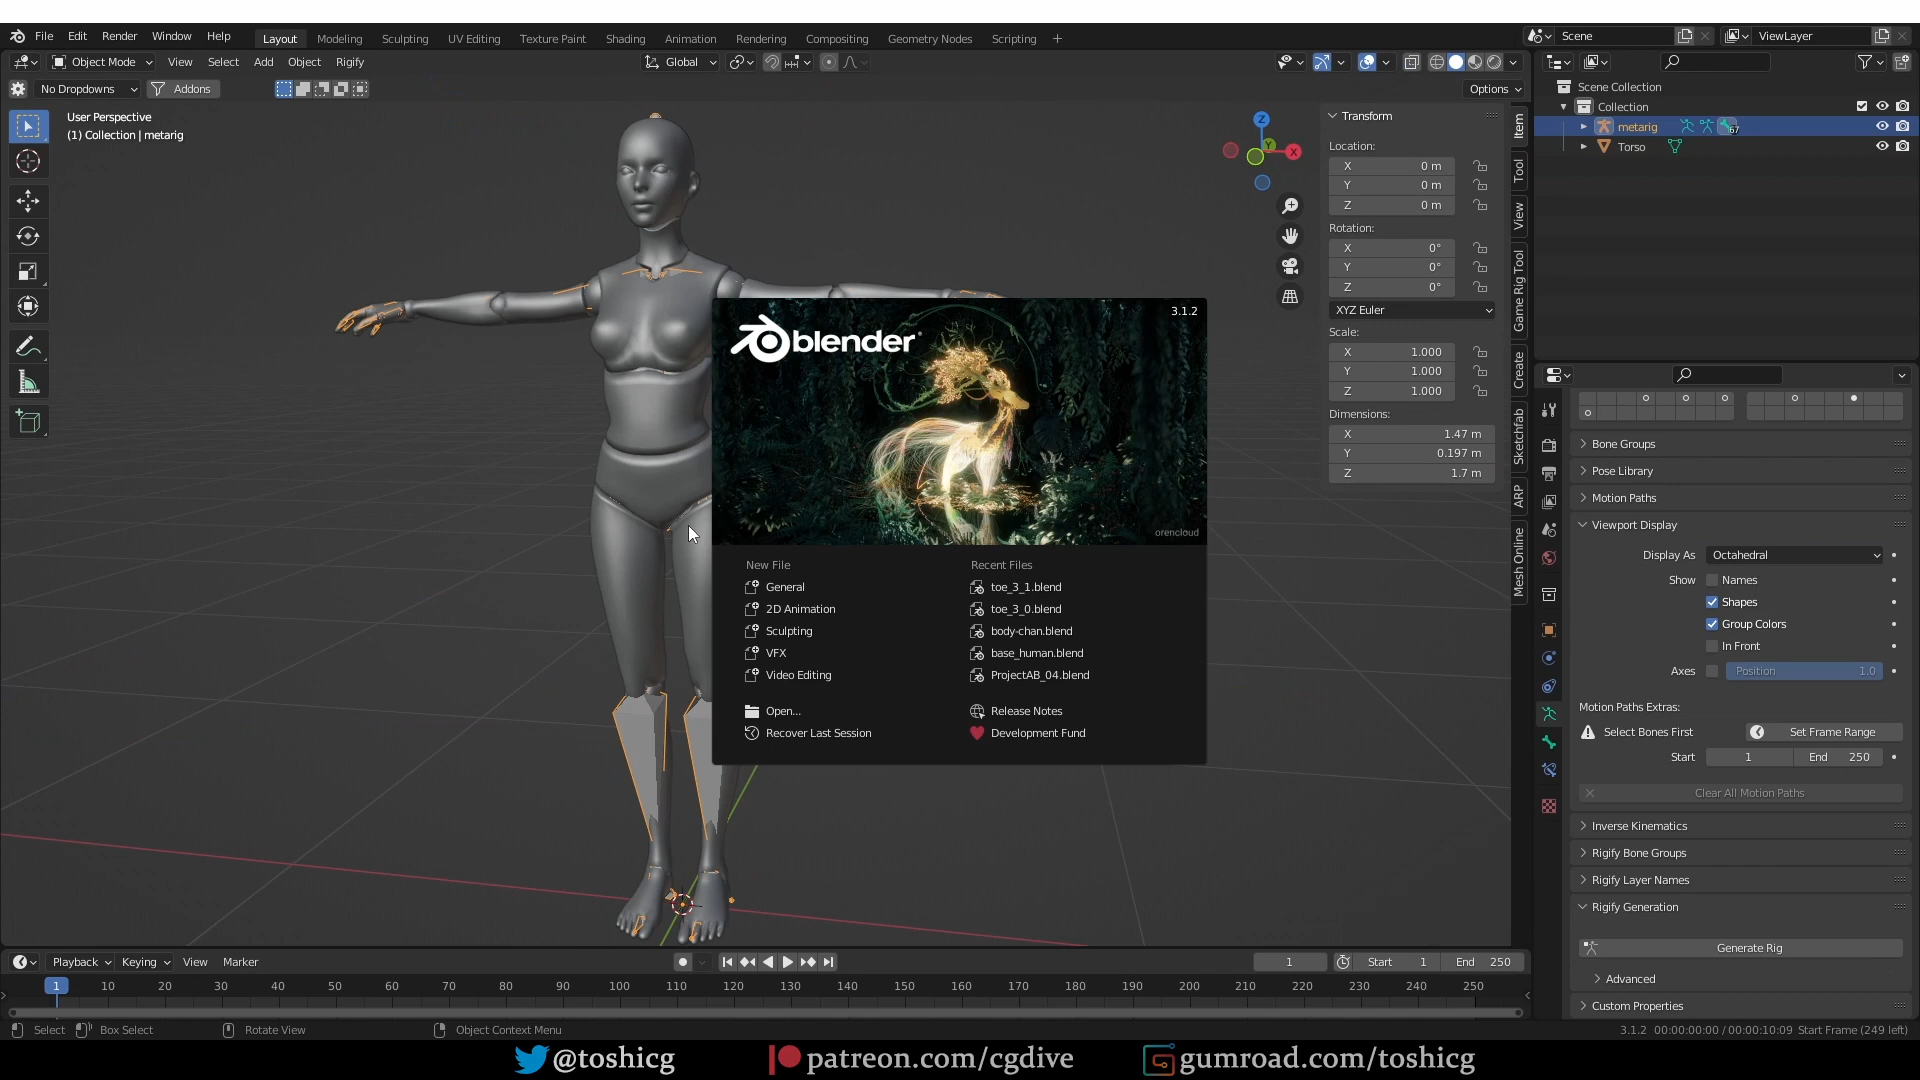 File Edit Render Window Help Layout Modeling Sculpting UV Editing Texture Paint Shading Animation Rendering Compositing Geometry Nodes Scripting + Scene ViewLayer
Object Mode View Select Add Object Rigify Global
No Dropdowns Addons Options
User Perspective
(1) Collection | metarig
Z
Y
X
Item
Tool
View
Game Rig Tool
Create
Sketchfab
ARP
Mesh Online
Transform
Location:
X 0 m
Y 0 m
Z 0 m
Rotation:
X 0°
Y 0°
Z 0°
XYZ Euler
Scale:
X 1.000
Y 1.000
Z 1.000
Dimensions:
X 1.47 m
Y 0.197 m
Z 1.7 m
Scene Collection
Collection
metarig 67
Torso
3.1.2
blender
orencloud
New File
General
2D Animation
Sculpting
VFX
Video Editing
Open...
Recover Last Session
Recent Files
toe_3_1.blend
toe_3_0.blend
body-chan.blend
base_human.blend
ProjectAB_04.blend
Release Notes
Development Fund
Bone Groups
Pose Library
Motion Paths
Viewport Display
Display As Octahedral
Show Names
Shapes
Group Colors
In Front
Axes Position 1.0
Motion Paths Extras:
Select Bones First Set Frame Range
Start 1 End 250
Clear All Motion Paths
Inverse Kinematics
Rigify Bone Groups
Rigify Layer Names
Rigify Generation
Generate Rig
Advanced
Custom Properties
Playback Keying View Marker 1 Start 1 End 250
1 10 20 30 40 50 60 70 80 90 100 110 120 130 140 150 160 170 180 190 200 210 220 230 240 250
Select Box Select Rotate View Object Context Menu 3.1.2 00:00:00:00 / 00:00:10:09 Start Frame (249 left)
@toshicg patreon.com/cgdive gumroad.com/toshicg